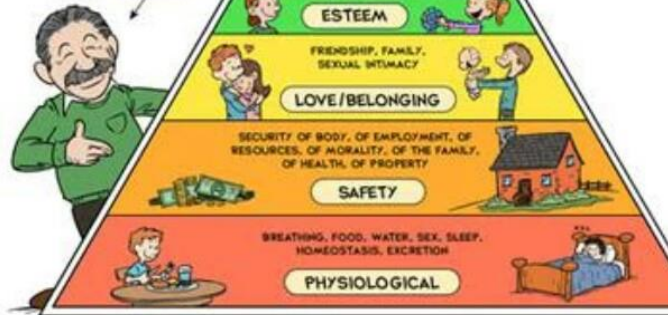 ESTEEM
FRIENDSHIP, FAMILY,
SEXUAL INTIMACY
LOVE/BELONGING
SECURITY OF BODY, OF EMPLOYMENT, OF
RESOURCES, OF MORALITY, OF THE FAMILY,
OF HEALTH, OF PROPERTY
SAFETY
BREATHING, FOOD, WATER, SEX, SLEEP,
HOMEOSTASIS, EXCRETION
PHYSIOLOGICAL